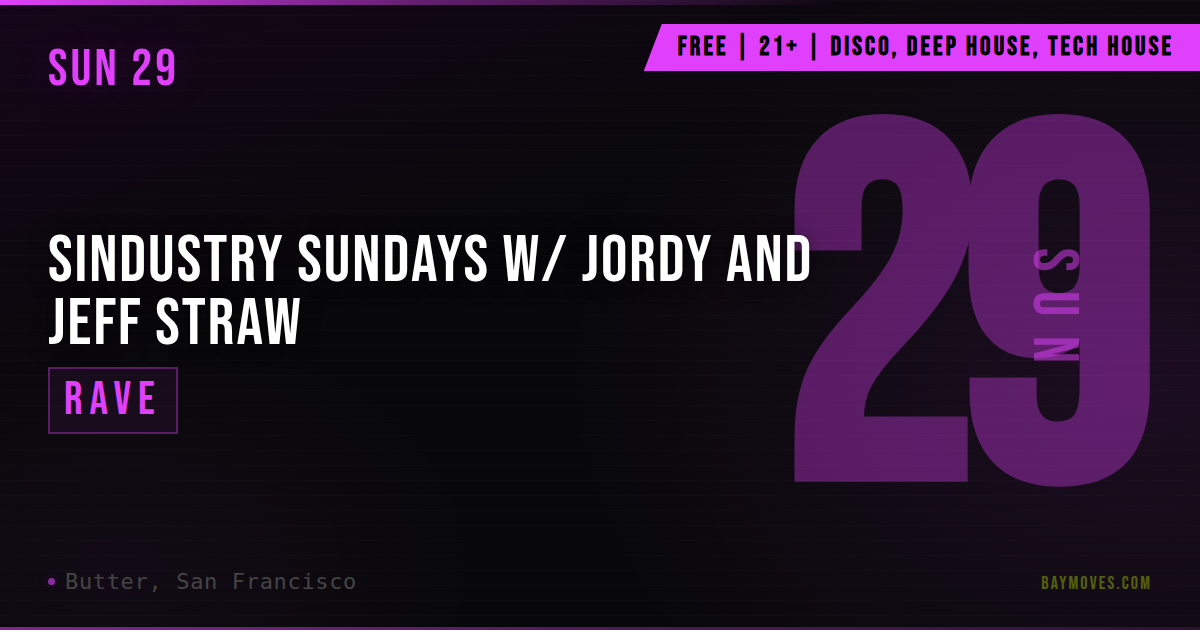 SUN 29
FREE | 21+ | DISCO, DEEP HOUSE, TECH HOUSE
29
SUN
SINDUSTRY SUNDAYS W/ JORDY AND
JEFF STRAW
RAVE
• Butter, San Francisco
BAYMOVES.COM